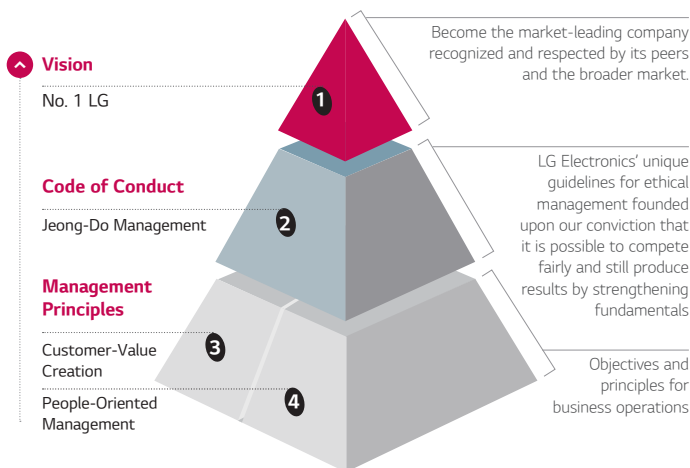 Vision
No. 1 LG
1
Become the market-leading company
recognized and respected by its peers
and the broader market.
Code of Conduct
Jeong-Do Management
2
LG Electronics’ unique
guidelines for ethical
management founded
upon our conviction that
it is possible to compete
fairly and still produce
results by strengthening
fundamentals
Management
Principles
Customer-Value
Creation
3
People-Oriented
Management
4
Objectives and
principles for
business operations